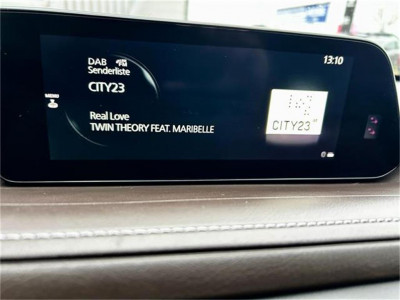 DAB
13:10
Senderliste
CITY23
MENU
Real Love
TWIN THEORY FEAT. MARIBELLE
CITY23